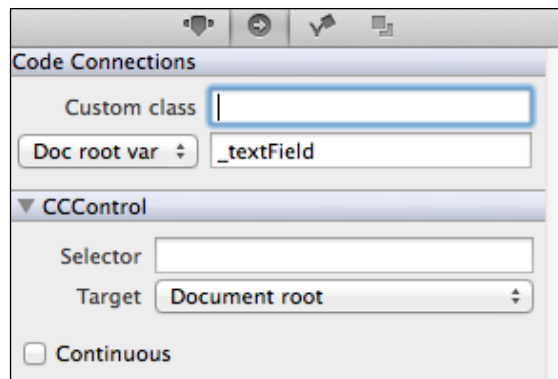 Code Connections
Custom class
Doc root var _textField
CCControl
Selector
Target Document root
Continuous